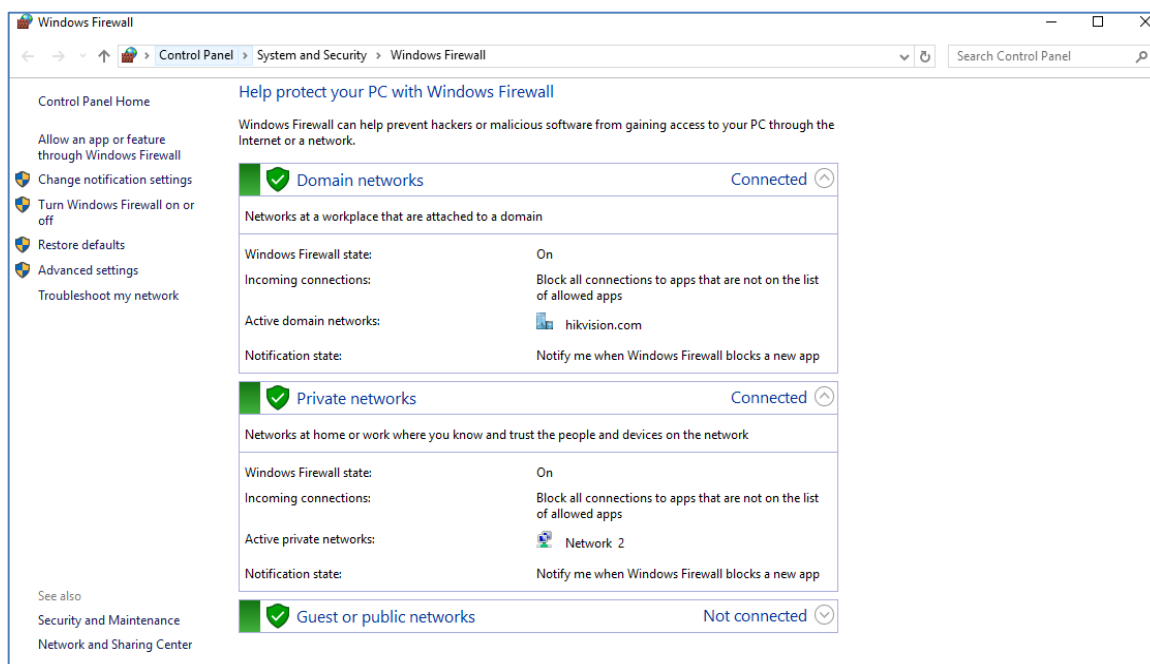 Windows Firewall
Control Panel > System and Security > Windows Firewall
Search Control Panel
Control Panel Home
Allow an app or feature
through Windows Firewall
Change notification settings
Turn Windows Firewall on or
off
Restore defaults
Advanced settings
Troubleshoot my network
See also
Security and Maintenance
Network and Sharing Center
Help protect your PC with Windows Firewall
Windows Firewall can help prevent hackers or malicious software from gaining access to your PC through the
Internet or a network.
Domain networks Connected
Networks at a workplace that are attached to a domain
Windows Firewall state: On
Incoming connections: Block all connections to apps that are not on the list
of allowed apps
Active domain networks: hikvision.com
Notification state: Notify me when Windows Firewall blocks a new app
Private networks Connected
Networks at home or work where you know and trust the people and devices on the network
Windows Firewall state: On
Incoming connections: Block all connections to apps that are not on the list
of allowed apps
Active private networks: Network 2
Notification state: Notify me when Windows Firewall blocks a new app
Guest or public networks Not connected